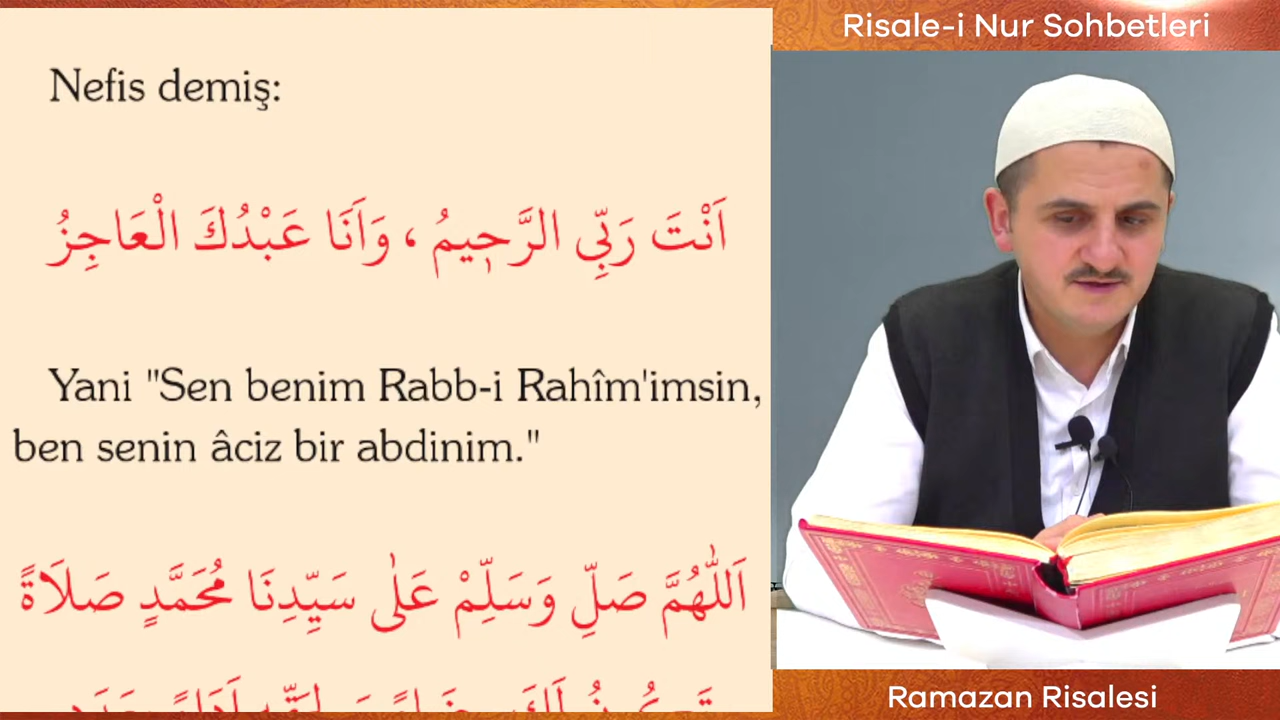 Risale-i Nur Sohbetleri
Nefis demiş:
اَنْتَ رَبِّى الرَّحٖيمُ ، وَاَنَا عَبْدُكَ الْعَاجِزُ
Yani "Sen benim Rabb-i Rahîm'imsin,
ben senin âciz bir abdinim."
اَللّٰهُمَّ صَلِّ وَسَلِّمْ عَلٰى سَيِّدِنَا مُحَمَّدٍ صَلَاةً
Ramazan Risalesi